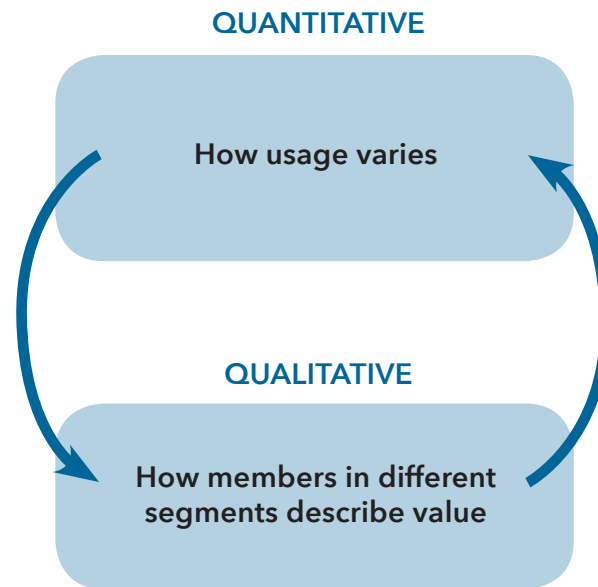 QUANTITATIVE
How usage varies
QUALITATIVE
How members in different
segments describe value